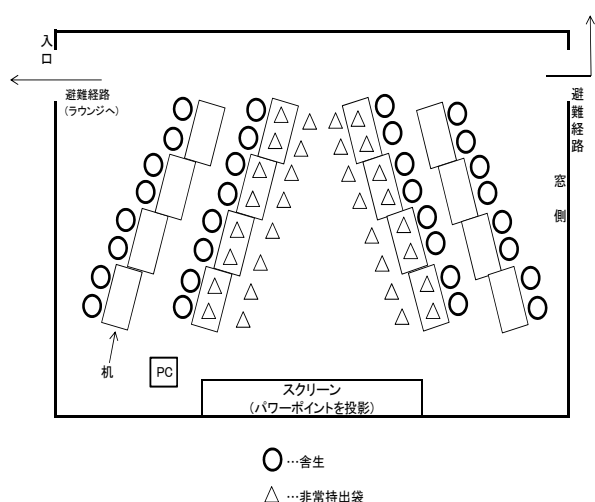 入口
避難経路
(ラウンジへ)
避難経路
窓側
机
PC
スクリーン
(パワーポイントを投影)
…舎生
…非常持出袋